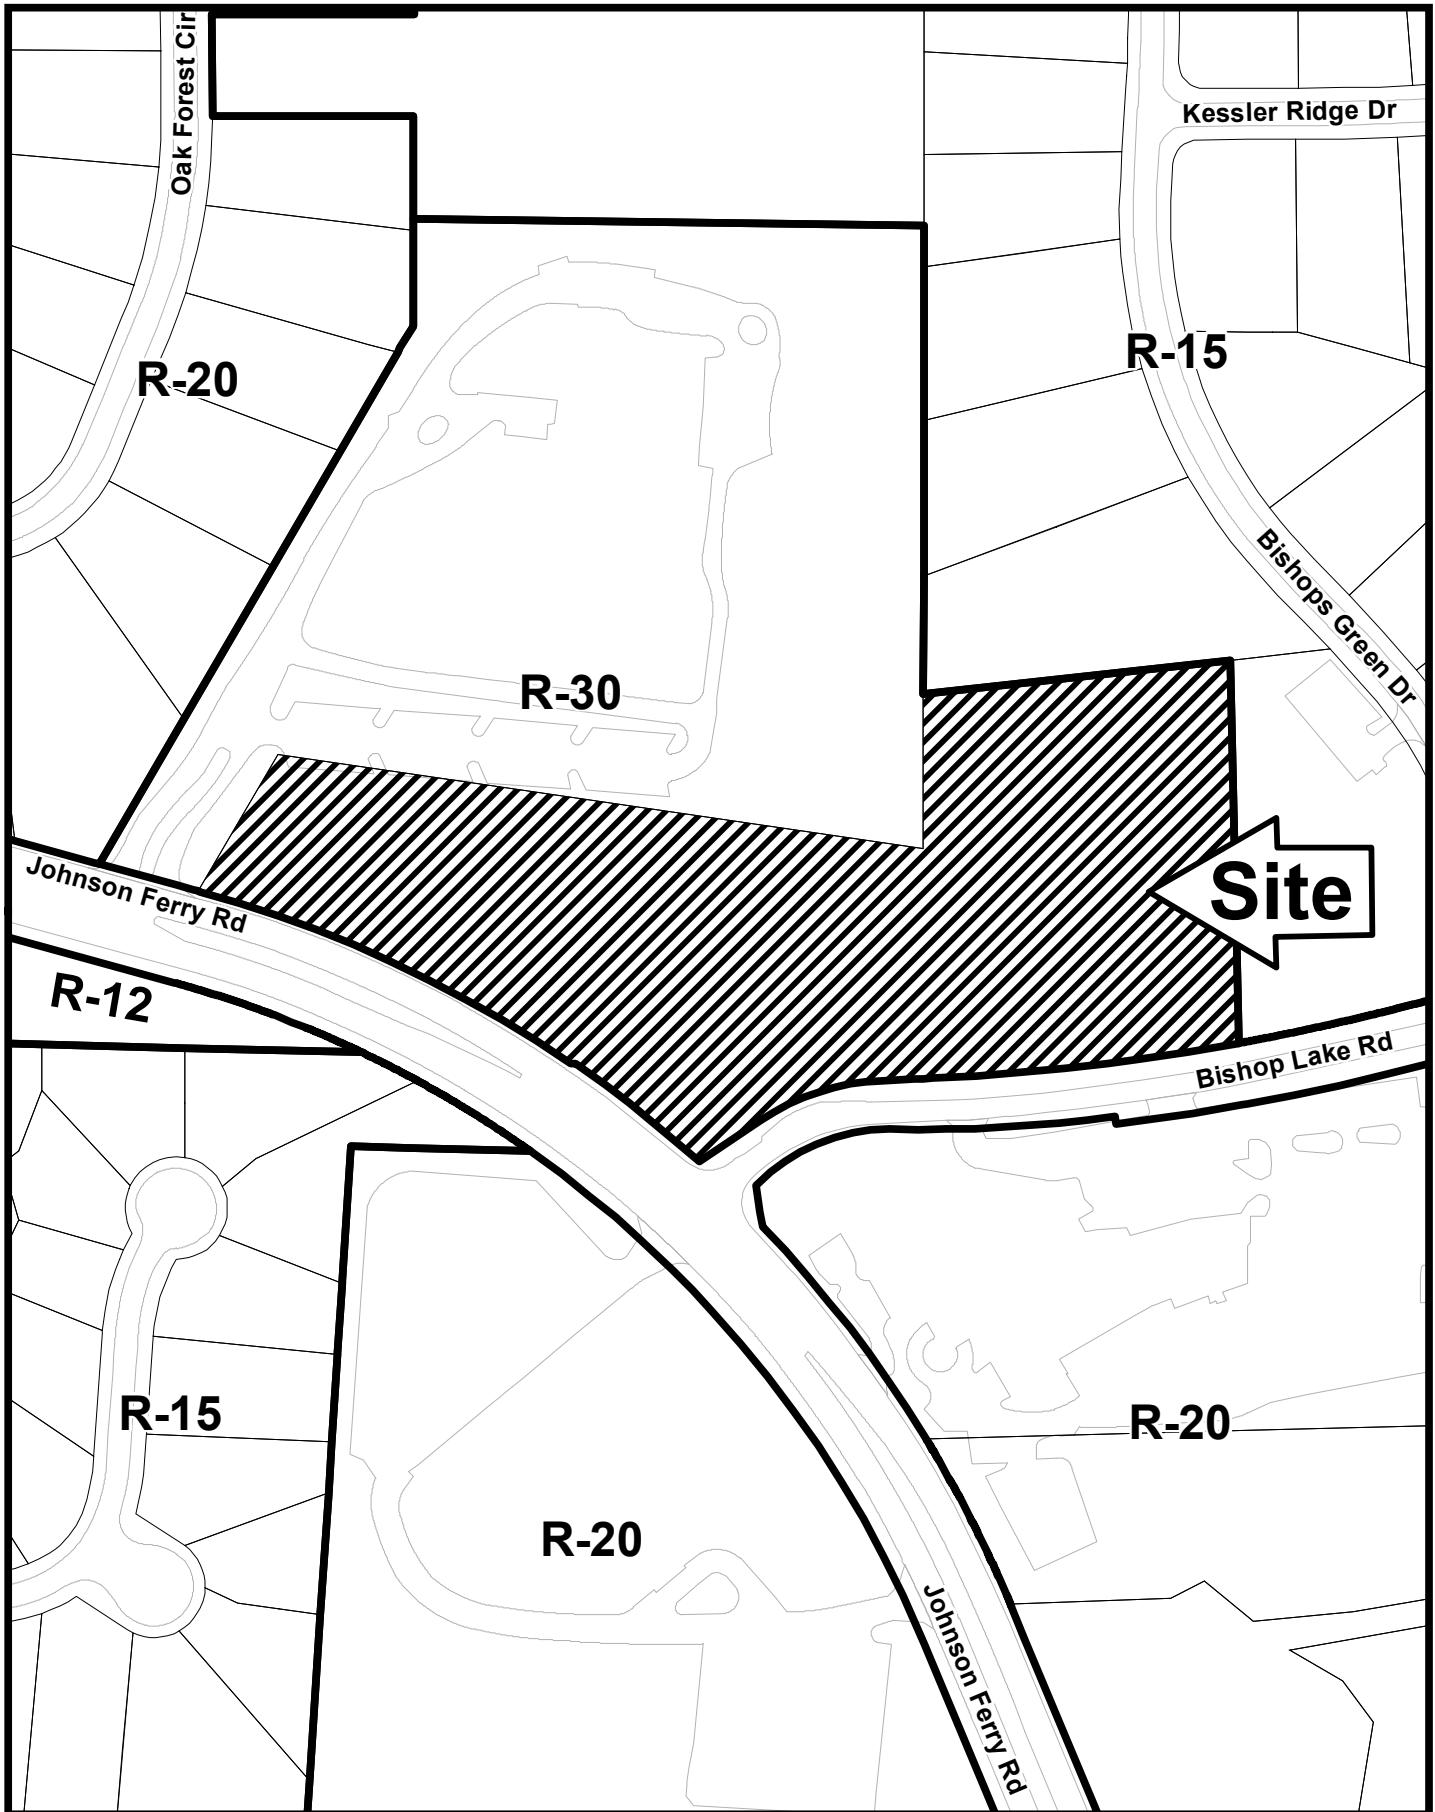 Oak Forest Cir
Kessler Ridge Dr
R-15
R-20
Bishops Green Dr
R-30
Site
Johnson Ferry Rd
R-12
Bishop Lake Rd
R-15
R-20
R-20
Johnson Ferry Rd